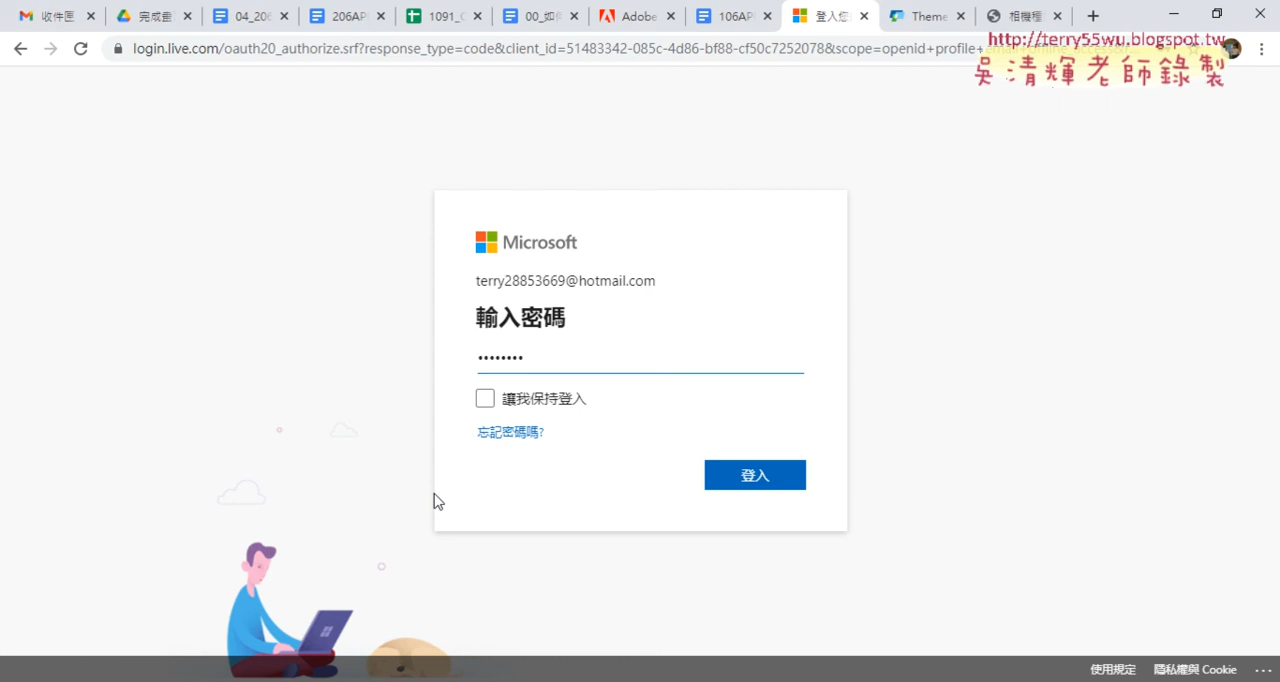 收件匣
完成畫
04_206
206AP
1091_
00_如
Adobe
106AP
登入您
Theme
相機種
login.live.com/oauth20_authorize.srf?response_type=code&client_id=51483342-085c-4d86-bf88-cf50c7252078&scope=openid+profile+
http://terry55wu.blogspot.tw
吳清輝老師錄製
Microsoft
terry28853669@hotmail.com
輸入密碼
讓我保持登入
忘記密碼嗎?
登入
使用規定 隱私權與 Cookie ...